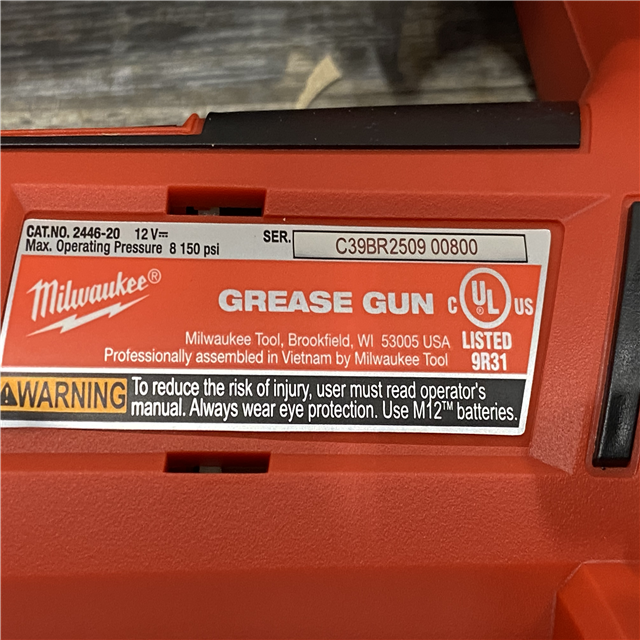 CAT.NO. 2446-20 12 V⎓
Max. Operating Pressure 8 150 psi
SER. C39BR2509 00800
Milwaukee®
GREASE GUN
C UL US
LISTED
9R31
Milwaukee Tool, Brookfield, WI 53005 USA
Professionally assembled in Vietnam by Milwaukee Tool
WARNING
To reduce the risk of injury, user must read operator's
manual. Always wear eye protection. Use M12™ batteries.